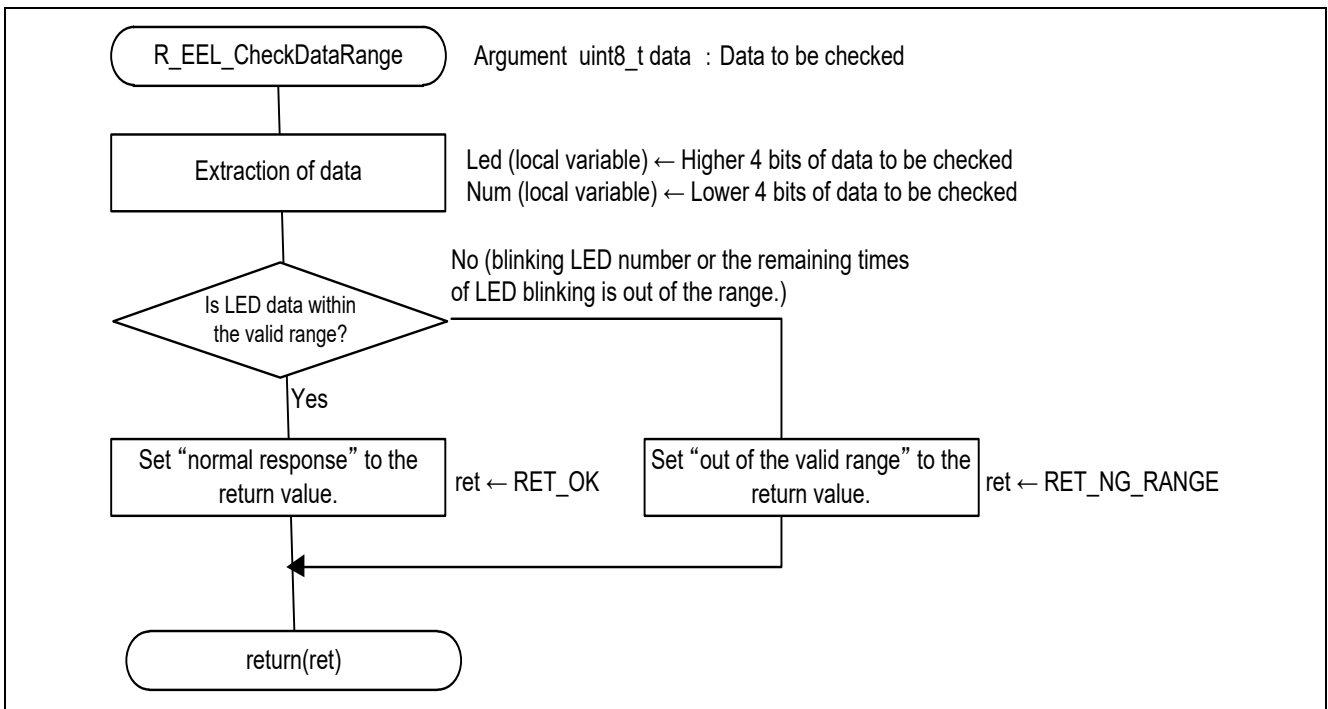 R_EEL_CheckDataRange
Argument uint8_t data : Data to be checked
Extraction of data
Led (local variable) ← Higher 4 bits of data to be checked
Num (local variable) ← Lower 4 bits of data to be checked
No (blinking LED number or the remaining times
of LED blinking is out of the range.)
Is LED data within
the valid range?
Yes
Set “normal response” to the
return value.
ret ← RET_OK
Set “out of the valid range” to the
return value.
ret ← RET_NG_RANGE
return(ret)